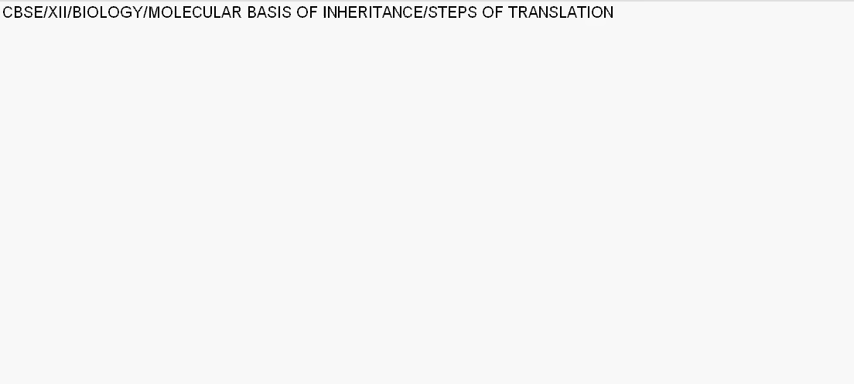 CBSE/XII/BIOLOGY/MOLECULAR BASIS OF INHERITANCE/STEPS OF TRANSLATION